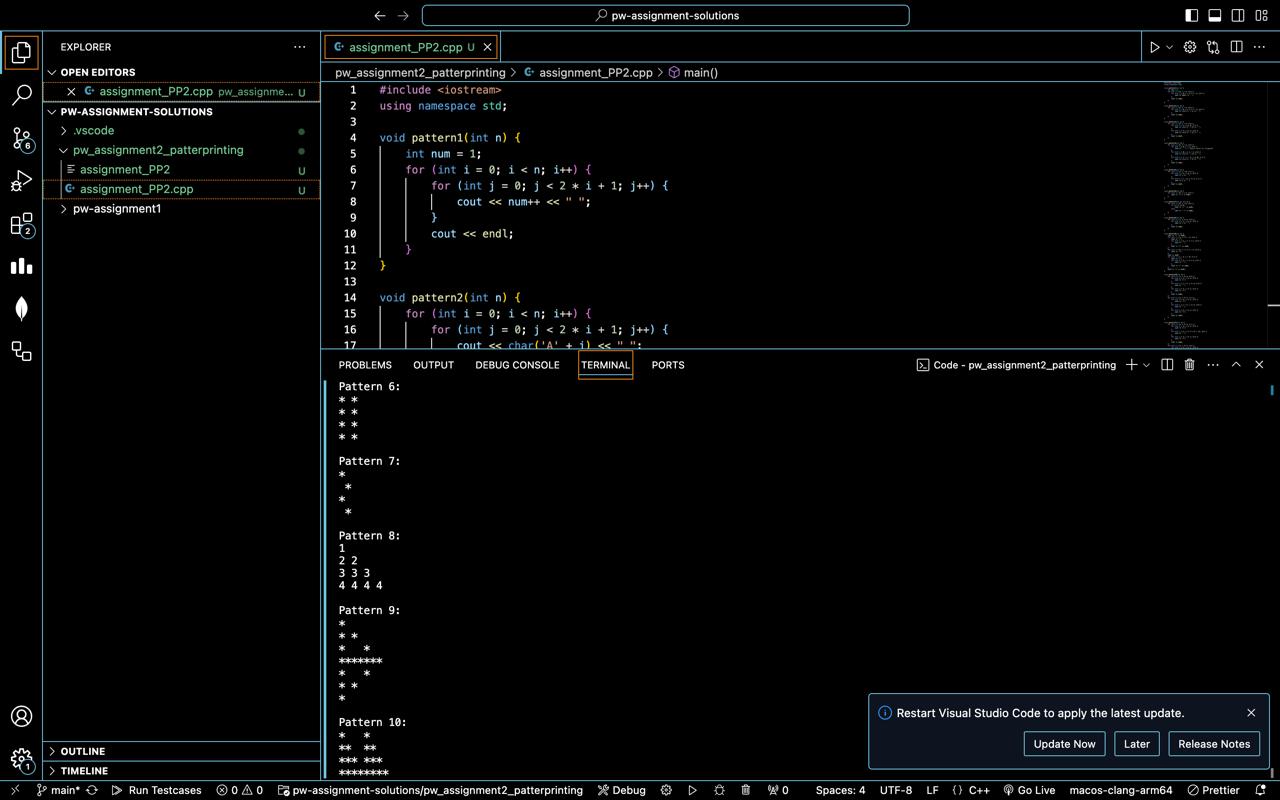 pw-assignment-solutions
EXPLORER
OPEN EDITORS
assignment_PP2.cpp pw_assignme... U
PW-ASSIGNMENT-SOLUTIONS
.vscode
pw_assignment2_patterprinting
assignment_PP2 U
assignment_PP2.cpp U
pw-assignment1
OUTLINE
TIMELINE
6
2
1
assignment_PP2.cpp U
pw_assignment2_patterprinting > assignment_PP2.cpp > main()
1 #include <iostream>
2 using namespace std;
3
4 void pattern1(int n) {
5 int num = 1;
6 for (int i = 0; i < n; i++) {
7 for (int j = 0; j < 2 * i + 1; j++) {
8 cout << num++ << " ";
9 }
10 cout << endl;
11 }
12 }
13
14 void pattern2(int n) {
15 for (int i = 0; i < n; i++) {
16 for (int j = 0; j < 2 * i + 1; j++) {
17 cout << char('A' + i) << " ";
PROBLEMS OUTPUT DEBUG CONSOLE TERMINAL PORTS
Code - pw_assignment2_patterprinting
Pattern 6:
* *
* *
* *
* *
Pattern 7:
*
 *
*
 *
Pattern 8:
1
2 2
3 3 3
4 4 4 4
Pattern 9:
*
* *
*   *
*******
*   *
* *
*
Pattern 10:
*   *
**  **
*** ***
********
Restart Visual Studio Code to apply the latest update.
Update Now Later Release Notes
main* Run Testcases 0 0 pw-assignment-solutions/pw_assignment2_patterprinting Debug 0 Spaces: 4 UTF-8 LF {} C++ Go Live macos-clang-arm64 Prettier